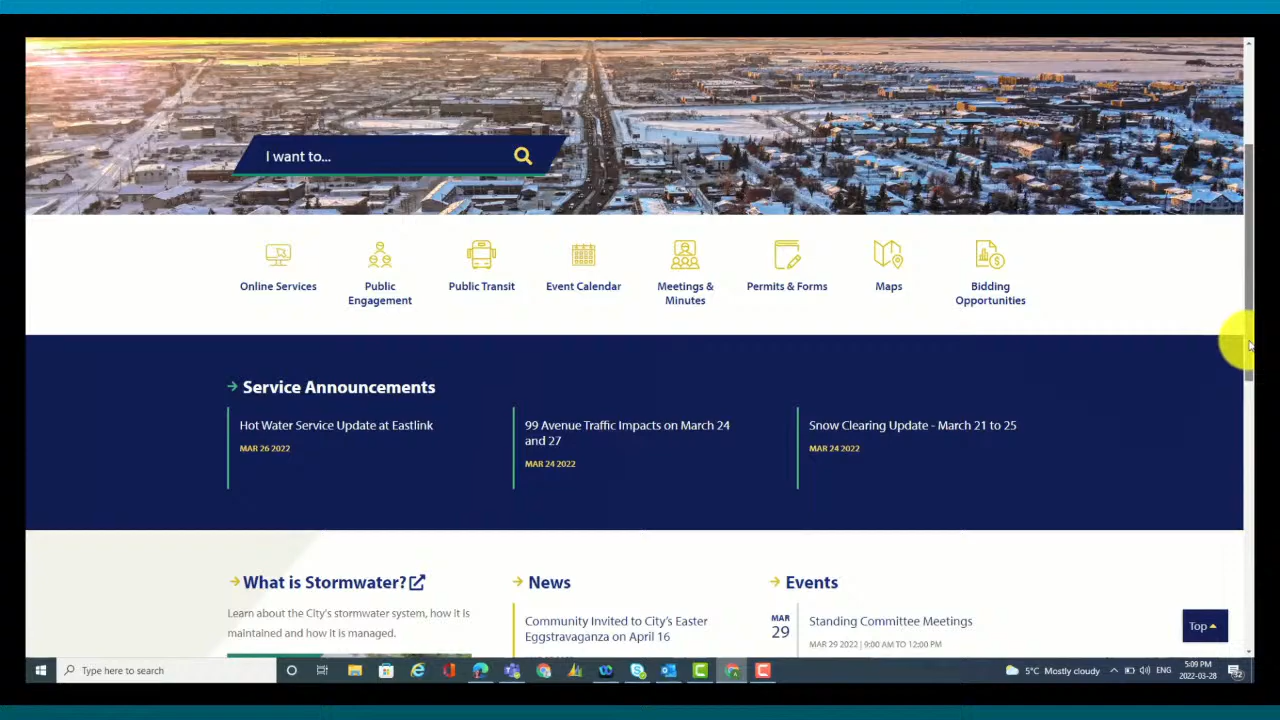 I want to...
Online Services
Public
Engagement
Public Transit
Event Calendar
Meetings &
Minutes
Permits & Forms
Maps
Bidding
Opportunities
Service Announcements
Hot Water Service Update at Eastlink
MAR 26 2022
99 Avenue Traffic Impacts on March 24
and 27
MAR 24 2022
Snow Clearing Update - March 21 to 25
MAR 24 2022
What is Stormwater?
Learn about the City's stormwater system, how it is
maintained and how it is managed.
News
Community Invited to City's Easter
Eggstravaganza on April 16
Events
MAR
29
Standing Committee Meetings
MAR 29 2022 | 9:00 AM TO 12:00 PM
Top
Type here to search
5°C Mostly cloudy
ENG
5:09 PM
2022-03-28